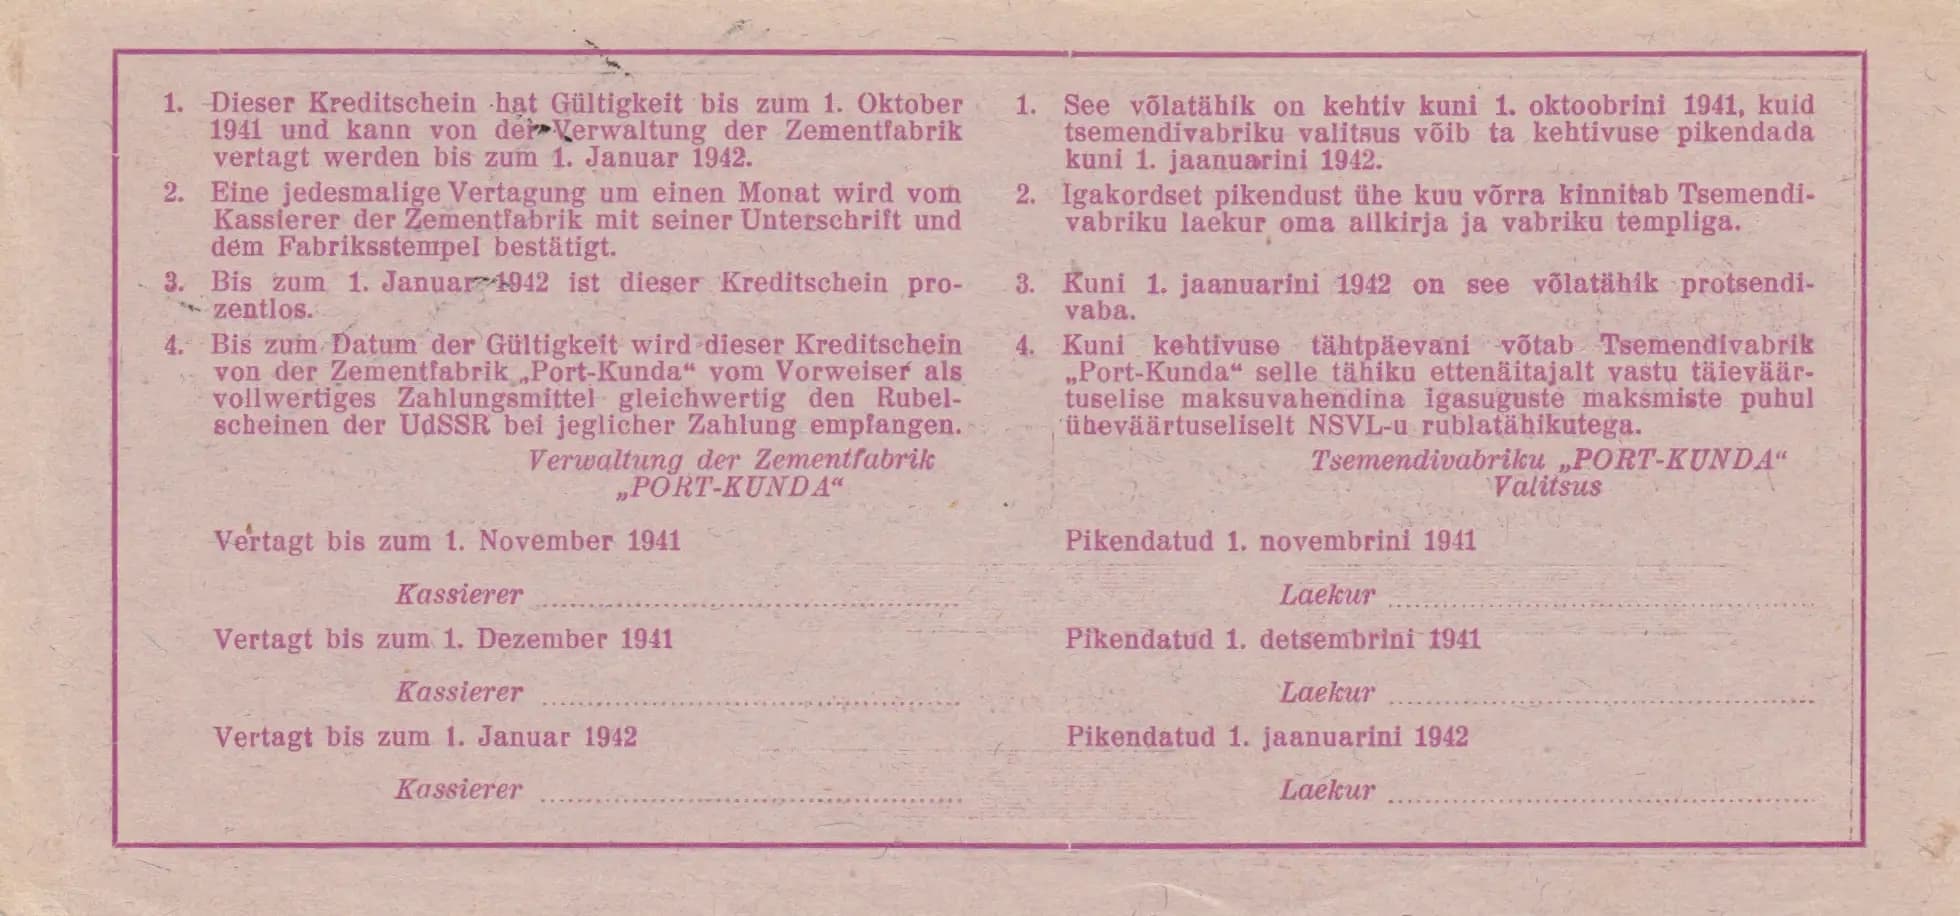 1. Dieser Kreditschein hat Gültigkeit bis zum 1. Oktober
1941 und kann von der Verwaltung der Zementfabrik
vertagt werden bis zum 1. Januar 1942.
2. Eine jedesmalige Vertagung um einen Monat wird vom
Kassierer der Zementfabrik mit seiner Unterschrift und
dem Fabriksstempel bestätigt.
3. Bis zum 1. Januar 1942 ist dieser Kreditschein pro-
zentlos.
4. Bis zum Datum der Gültigkeit wird dieser Kreditschein
von der Zementfabrik „Port-Kunda“ vom Vorweiser als
vollwertiges Zahlungsmittel gleichwertig den Rubel-
scheinen der UdSSR bei jeglicher Zahlung empfangen.
Verwaltung der Zementfabrik
„PORT-KUNDA“
Vertagt bis zum 1. November 1941
Kassierer
Vertagt bis zum 1. Dezember 1941
Kassierer
Vertagt bis zum 1. Januar 1942
Kassierer
1. See võlatähik on kehtiv kuni 1. oktoobrini 1941, kuid
tsemendivabriku valitsus võib ta kehtivuse pikendada
kuni 1. jaanuarini 1942.
2. Igakordset pikendust ühe kuu võrra kinnitab Tsemendi-
vabriku laekur oma allkirja ja vabriku templiga.
3. Kuni 1. jaanuarini 1942 on see võlatähik protsendi-
vaba.
4. Kuni kehtivuse tähtpäevani võtab Tsemendivabrik
„Port-Kunda“ selle tähiku ettenäitajalt vastu täieväär-
tuselise maksuvahendina igasuguste maksmiste puhul
üheväärtuseliselt NSVL-u rublatähikutega.
Tsemendivabriku „PORT-KUNDA“
Valitsus
Pikendatud 1. novembrini 1941
Laekur
Pikendatud 1. detsembrini 1941
Laekur
Pikendatud 1. jaanuarini 1942
Laekur